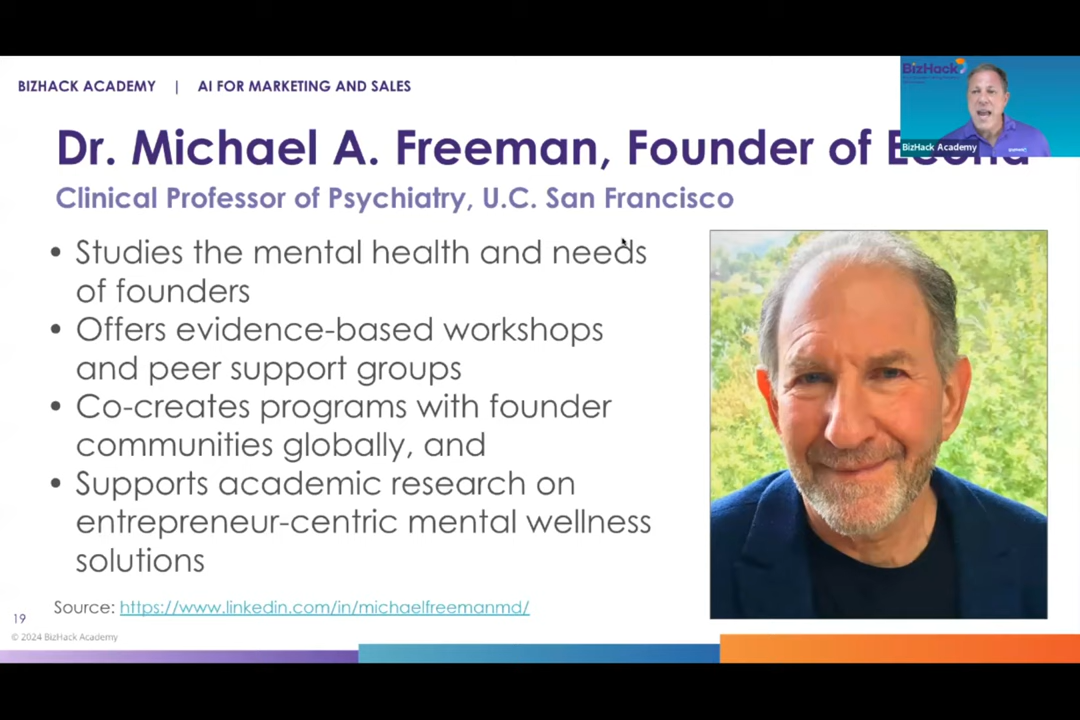 BIZHACK ACADEMY | AI FOR MARKETING AND SALES
BizHack
BizHack Academy
Dr. Michael A. Freeman, Founder of
Clinical Professor of Psychiatry, U.C. San Francisco
• Studies the mental health and needs
of founders
• Offers evidence-based workshops
and peer support groups
• Co-creates programs with founder
communities globally, and
• Supports academic research on
entrepreneur-centric mental wellness
solutions
Source: https://www.linkedin.com/in/michaelfreemanmd/
19
© 2024 BizHack Academy